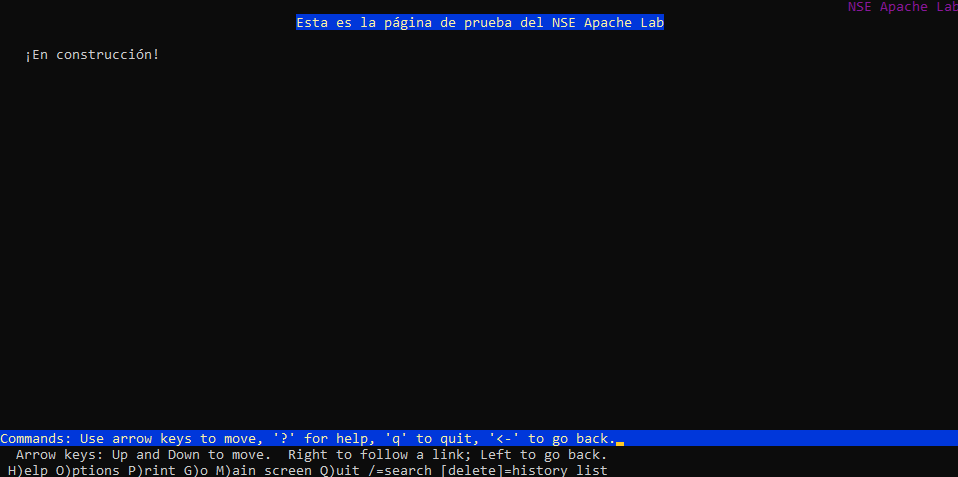 NSE Apache Lab
Esta es la página de prueba del NSE Apache Lab
¡En construcción!
Commands: Use arrow keys to move, '?' for help, 'q' to quit, '<-' to go back.
Arrow keys: Up and Down to move.  Right to follow a link; Left to go back.
H)elp O)ptions P)rint G)o M)ain screen Q)uit /=search [delete]=history list